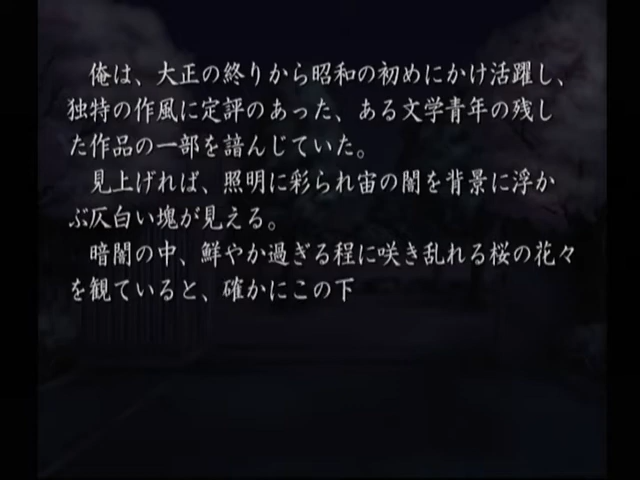 俺は、大正の終りから昭和の初めにかけ活躍し、
独特の作風に定評のあった、ある文学青年の残し
た作品の一部を諳んじていた。
見上げれば、照明に彩られ宙の闇を背景に浮か
ぶ仄白い塊が見える。
暗闇の中、鮮やか過ぎる程に咲き乱れる桜の花々
を観ていると、確かにこの下